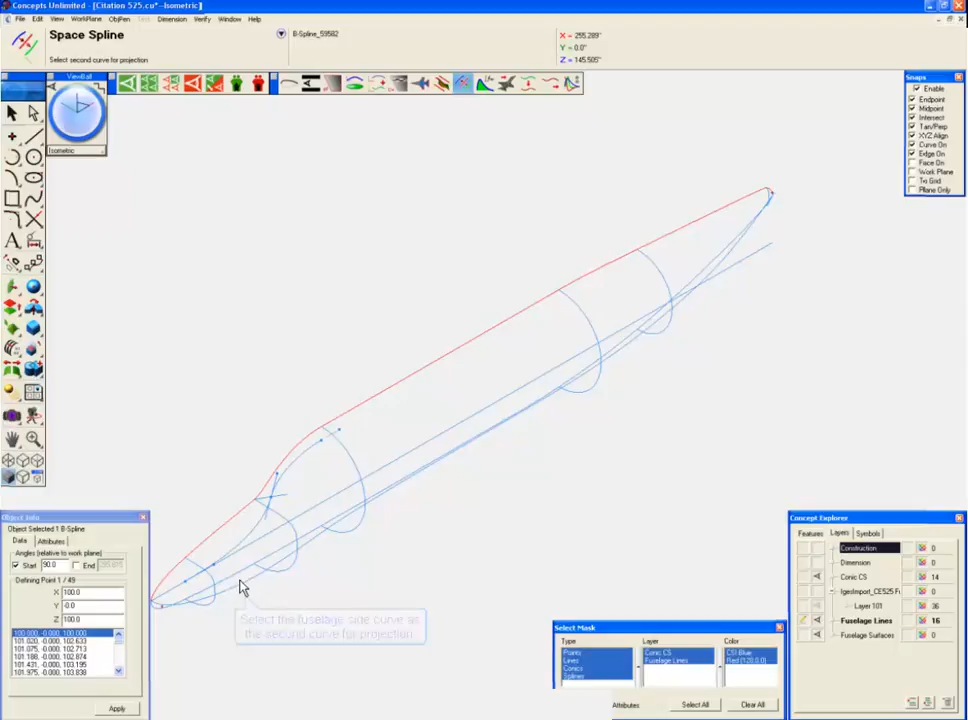 Concepts Unlimited - [Citation 525.cu*--Isometric]
File Edit View WorkPlane ObjPen Dimension Verify Window Help
Space Spline
B-Spline_59582
X = 255.289"
Y = 0.0"
Z = 145.505"
Select second curve for projection
ViewBall
Isometric
Snaps
Enable
Endpoint
Midpoint
Intersect
Tan/Perp
XYZ Align
Curve On
Edge On
Face On
Work Plane
To Grid
Plane Only
Select the fuselage side curve as
the second curve for projection
Object Info
Object Selected 1 B-Spline
Data Attributes
Angles (relative to work plane)
Start 90.0 End
Defining Point 1 / 49
X 100.0
Y -0.0
Z 100.0
100.000, -0.000, 100.000
101.020, -0.000, 102.633
101.075, -0.000, 102.713
101.188, -0.000, 102.874
101.431, -0.000, 103.195
101.975, -0.000, 103.838
Apply
Select Mask
Type Layer Color
Points
Lines
Conics
Splines
Conic CS
Fuselage Lines
CSI Blue
Red (128,0,0)
Attributes Select All Clear All
Concept Explorer
Features Layers Symbols
Construction 0
Dimension 0
Conic CS 14
IgesImport_CE525 F 0
Layer 101 36
Fuselage Lines 16
Fuselage Surfaces 0